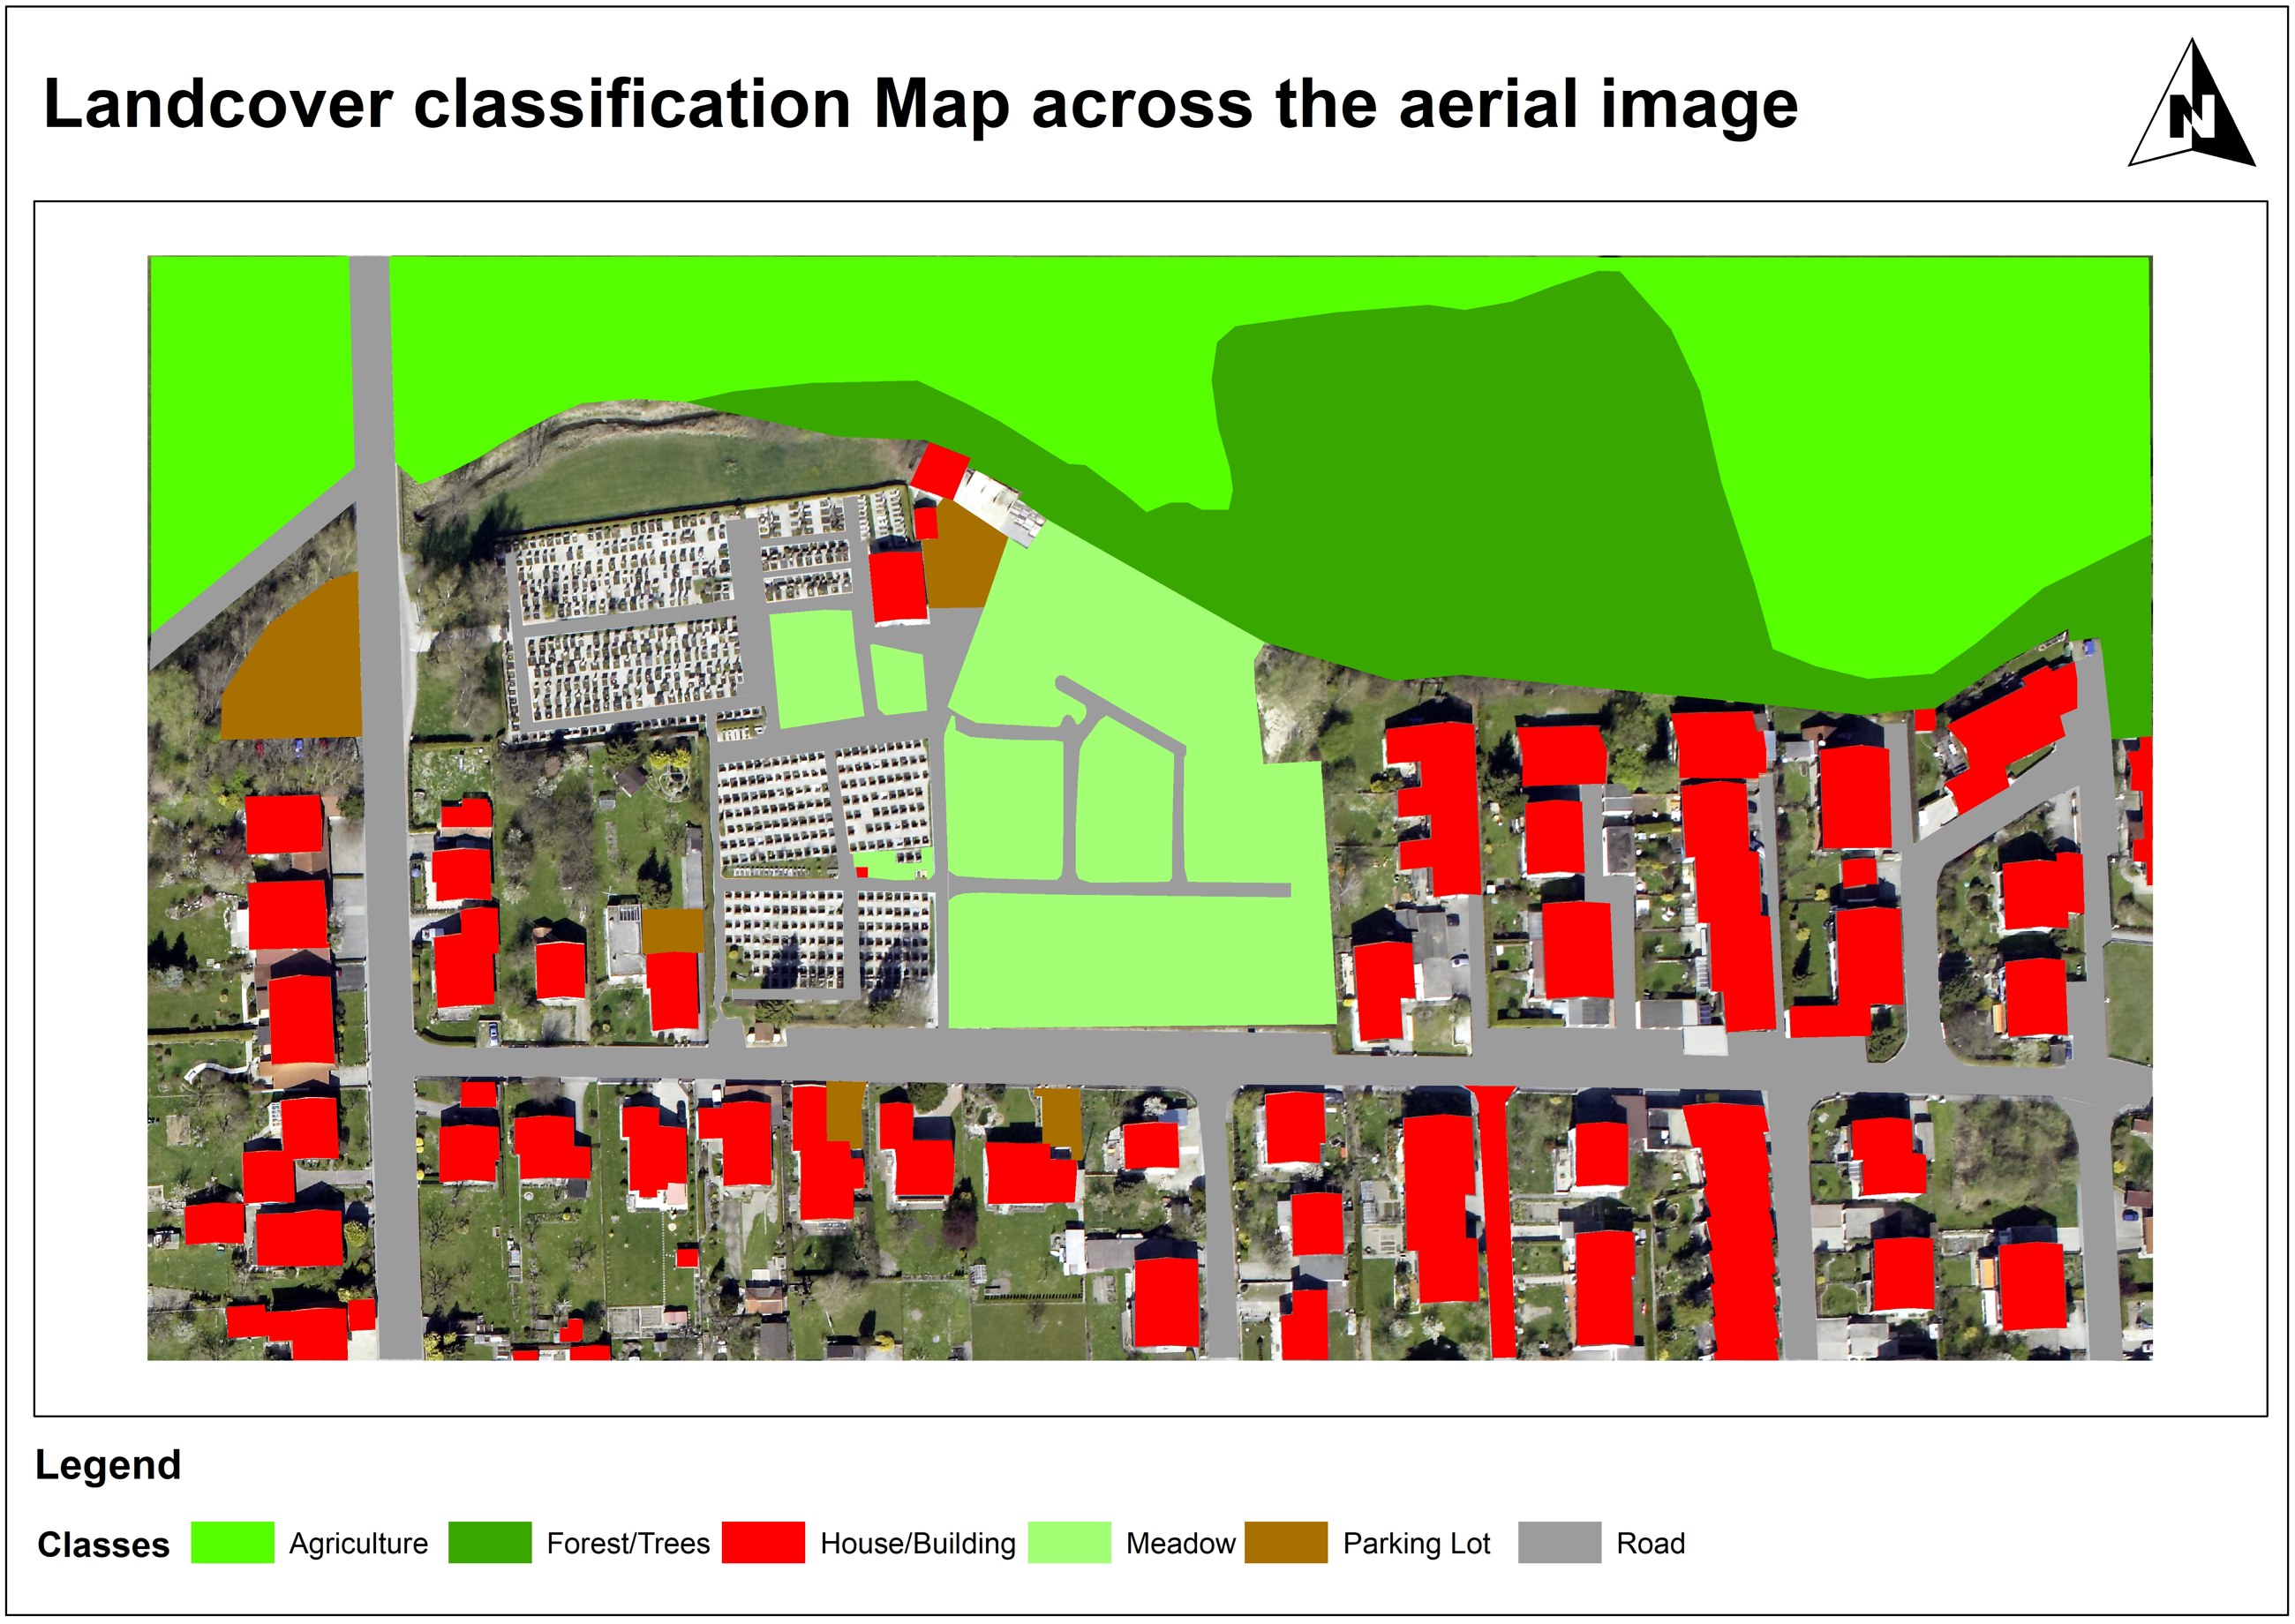 Landcover classification Map across the aerial image
N
Legend
Classes Agriculture Forest/Trees House/Building Meadow Parking Lot Road